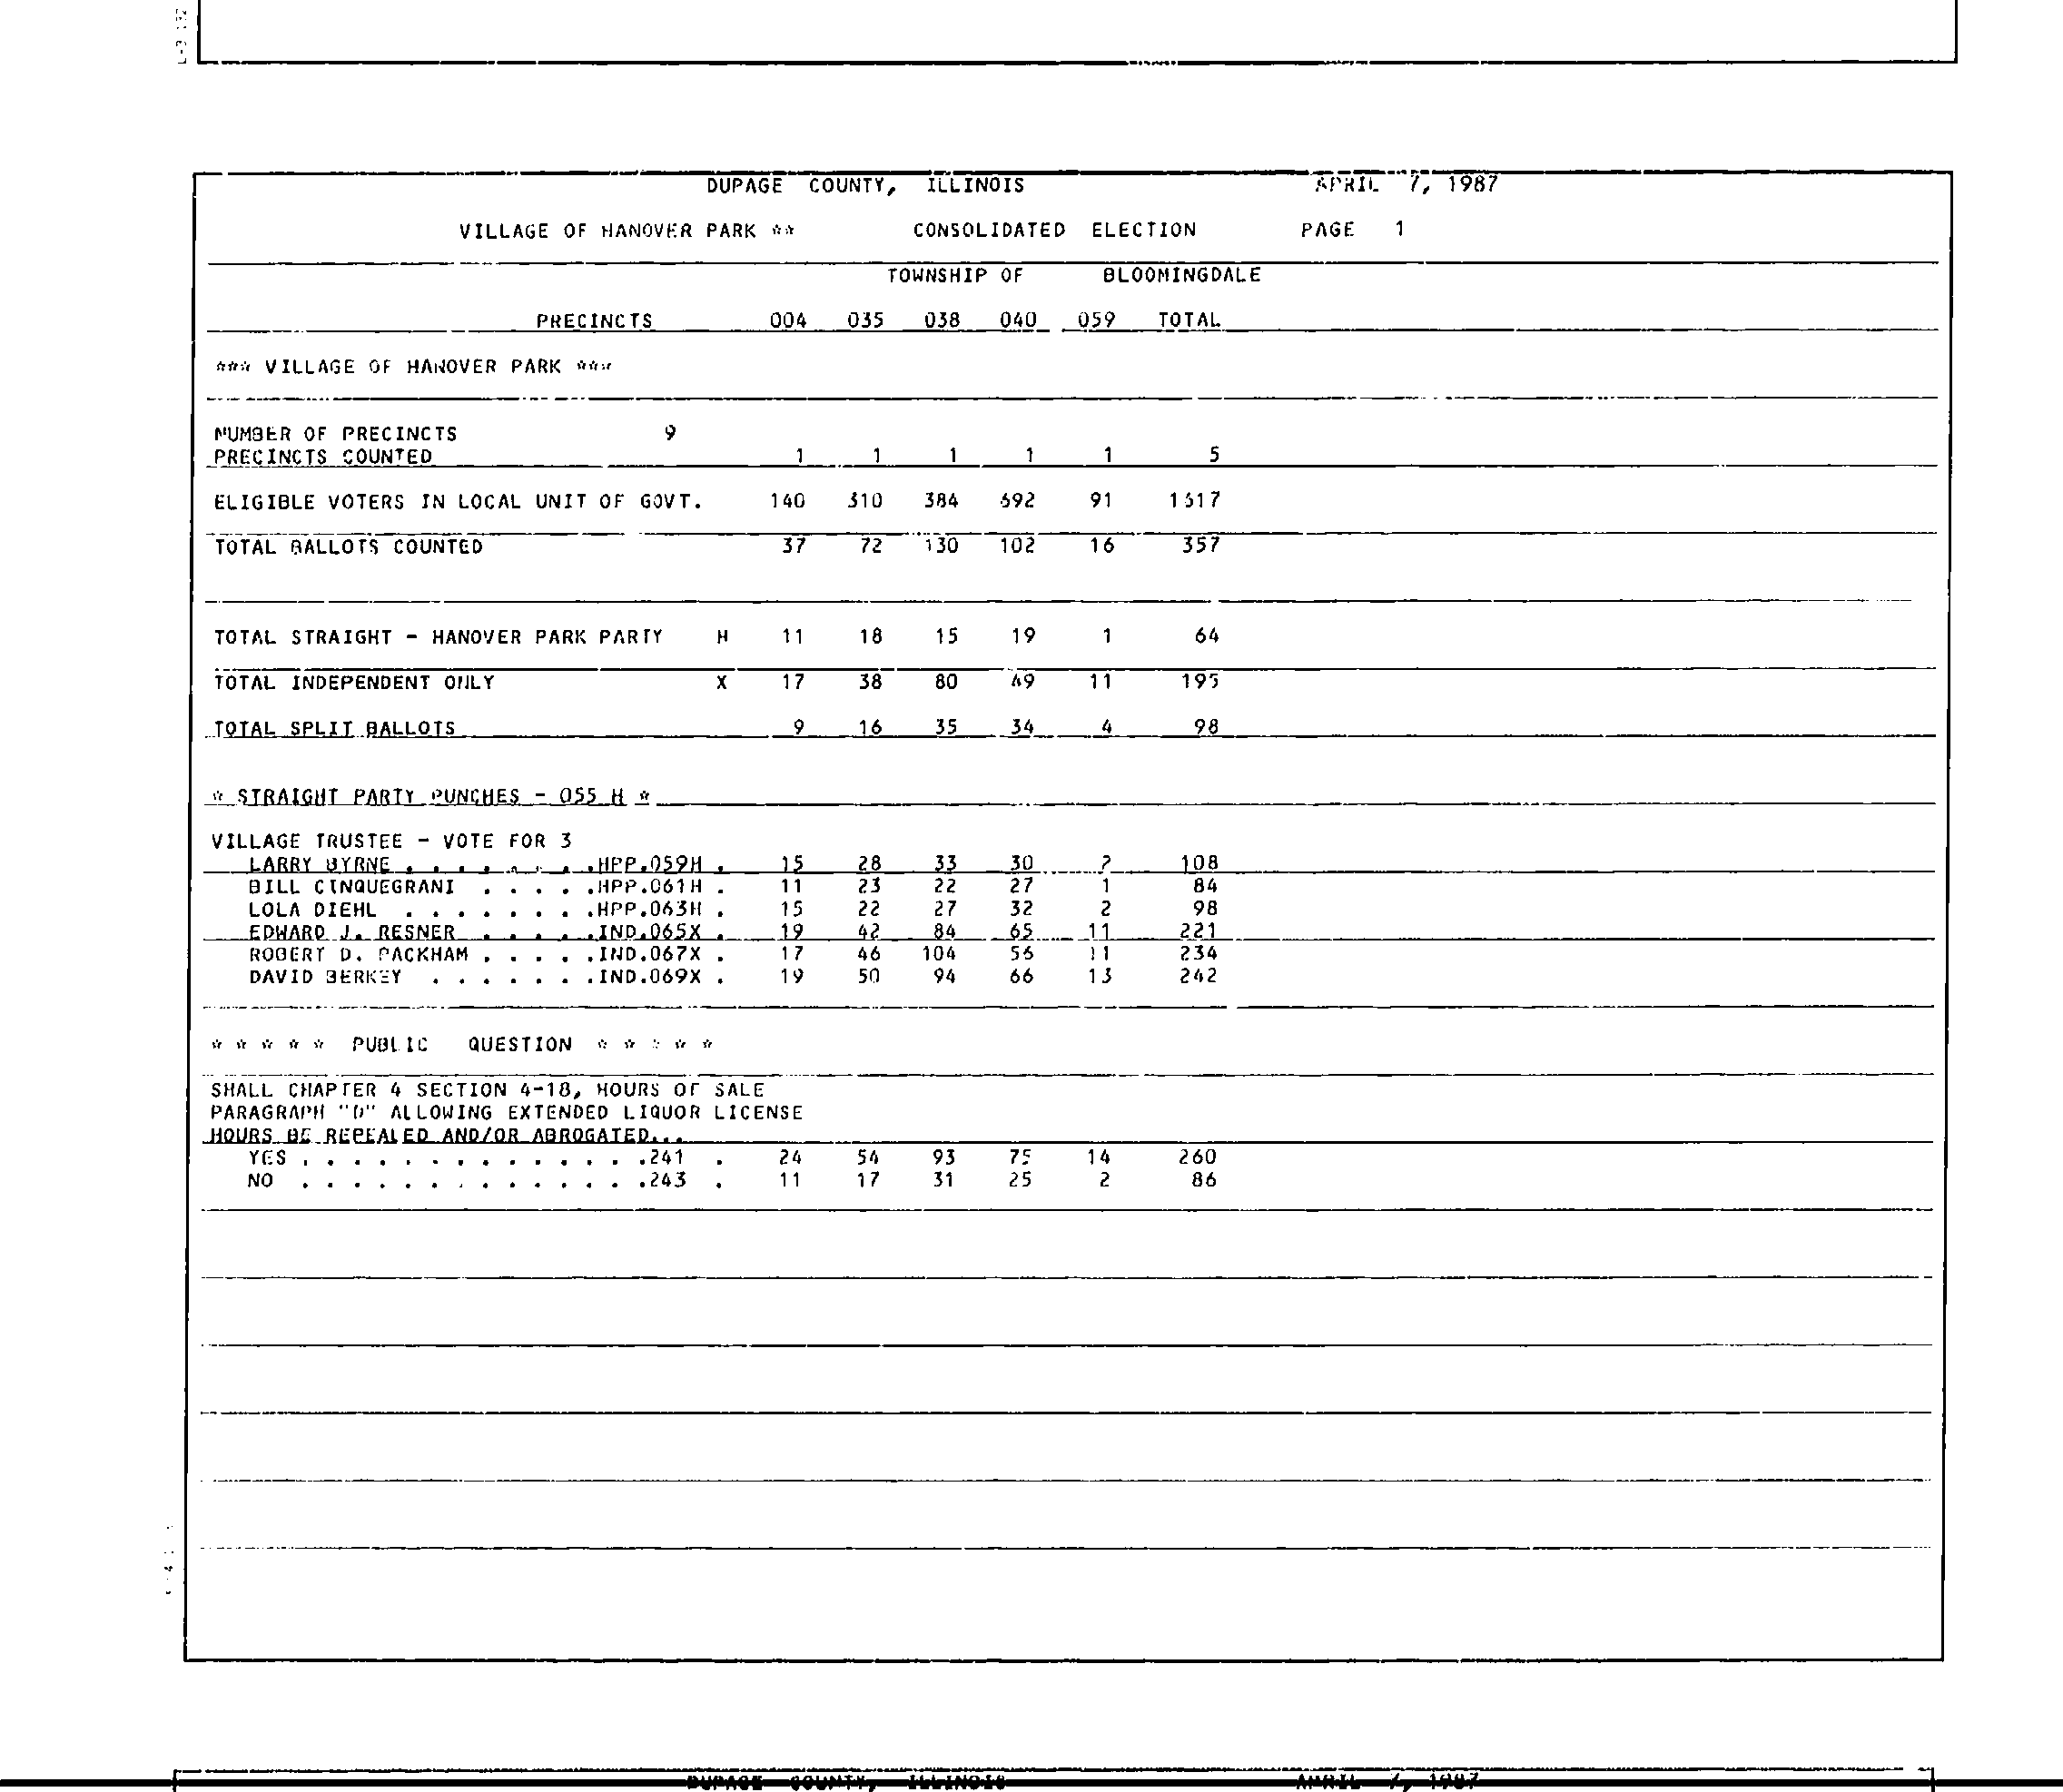 DUPAGE COUNTY, ILLINOIS APRIL 7, 1987
VILLAGE OF HANOVER PARK ** CONSOLIDATED ELECTION PAGE 1
TOWNSHIP OF BLOOMINGDALE
PRECINCTS 004 035 038 040 059 TOTAL
*** VILLAGE OF HANOVER PARK ***
NUMBER OF PRECINCTS 9
PRECINCTS COUNTED 1 1 1 1 1 5
ELIGIBLE VOTERS IN LOCAL UNIT OF GOVT. 140 310 384 692 91 1617
TOTAL BALLOTS COUNTED 37 72 130 102 16 357
TOTAL STRAIGHT - HANOVER PARK PARTY H 11 18 15 19 1 64
TOTAL INDEPENDENT ONLY X 17 38 80 49 11 195
TOTAL SPLIT BALLOTS 9 16 35 34 4 98
* STRAIGHT PARTY PUNCHES - 055 H *
VILLAGE TRUSTEE - VOTE FOR 3
LARRY BYRNE . . . . . . . .HPP.059H . 15 28 33 30 2 108
BILL CINQUEGRANI . . . . .HPP.061H . 11 23 22 27 1 84
LOLA DIEHL . . . . . . . .HPP.063H . 15 22 27 32 2 98
EDWARD J. RESNER . . . . .IND.065X . 19 42 84 65 11 221
ROBERT D. PACKHAM . . . . .IND.067X . 17 46 104 56 11 234
DAVID BERKEY . . . . . . .IND.069X . 19 50 94 66 13 242
* * * * * PUBLIC QUESTION * * * * *
SHALL CHAPTER 4 SECTION 4-18, HOURS OF SALE
PARAGRAPH "D" ALLOWING EXTENDED LIQUOR LICENSE
HOURS BE REPEALED AND/OR ABROGATED...
YES . . . . . . . . . . . . . .241 . 24 54 93 75 14 260
NO . . . . . . . . . . . . . .243 . 11 17 31 25 2 86
DUPAGE COUNTY, ILLINOIS APRIL 7, 1987